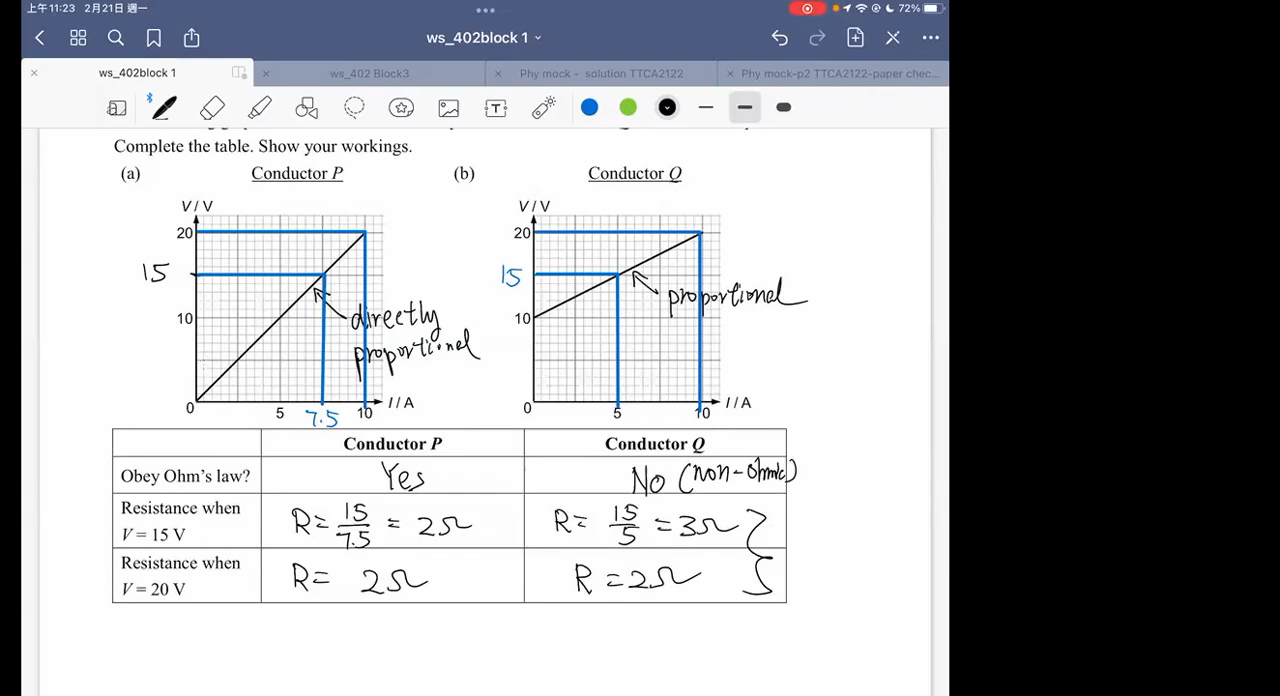 上午11:23 2月21日 週一
72%
ws_402block 1
ws_402block 1
ws_402 Block3
Phy mock - solution TTCA2122
Phy mock-p2 TTCA2122-paper chec...
Complete the table. Show your workings.
(a) Conductor P
V / V
20
15
10
0
5
7.5
10
I / A
directly
proportional
(b) Conductor Q
V / V
20
15
10
0
5
10
I / A
proportional
Conductor P Conductor Q
Obey Ohm's law? Yes No (non-ohmic)
Resistance when
V = 15 V
R = 15/7.5 = 2Ω
R = 15/5 = 3Ω
Resistance when
V = 20 V
R = 2Ω
R = 2Ω